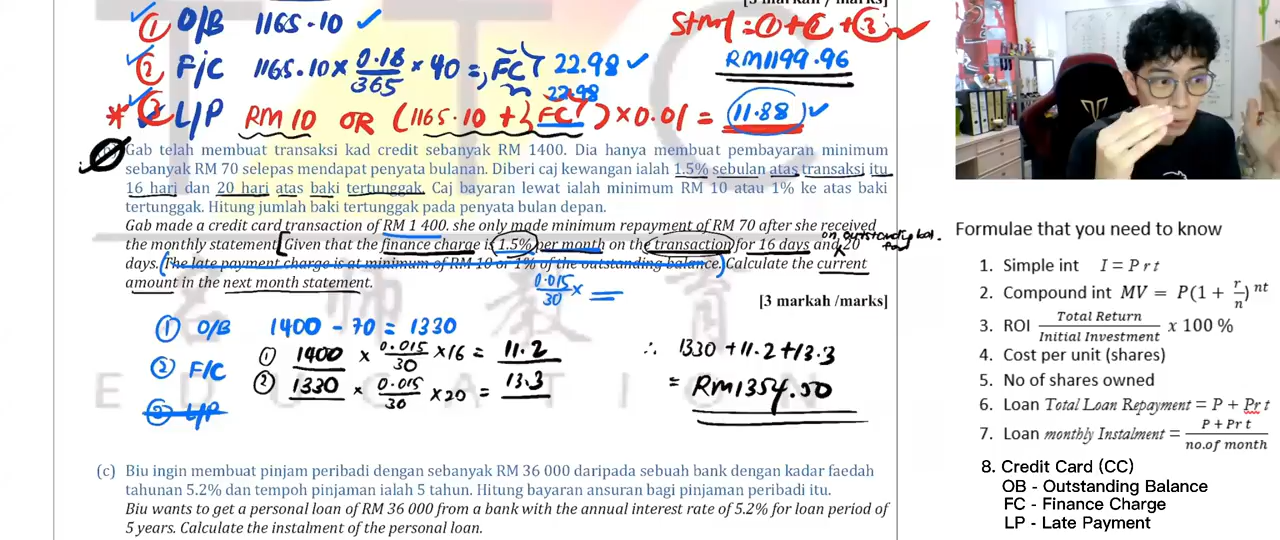 ① O/B 1165.10 ✓
② F/C 1165.10 × 0.18/365 × 40 =, FC 22.98 ✓
22.98
* ③ L/P RM 10 OR (1165.10 + FC) × 0.01 = 11.88 ✓
Stm = ① + ② + ③ ✓
RM1199.96
Gab telah membuat transaksi kad credit sebanyak RM 1400. Dia hanya membuat pembayaran minimum
sebanyak RM 70 selepas mendapat penyata bulanan. Diberi caj kewangan ialah 1.5% sebulan atas transaksi itu
16 hari dan 20 hari atas baki tertunggak. Caj bayaran lewat ialah minimum RM 10 atau 1% ke atas baki
tertunggak. Hitung jumlah baki tertunggak pada penyata bulan depan.
Gab made a credit card transaction of RM 1 400. she only made minimum repayment of RM 70 after she received
the monthly statement. Given that the finance charge is 1.5% per month on the transaction for 16 days and 20
on outstanding bal.
days. The late payment charge is at minimum of RM 10 or 1% of the outstanding balance. Calculate the current
amount in the next month statement.
0.015/30 ×
[3 markah /marks]
① O/B 1400 - 70 = 1330
② F/C ① 1400 × 0.015/30 × 16 = 11.2
② 1330 × 0.015/30 × 20 = 13.3
③ L/P
∴ 1330 + 11.2 + 13.3
= RM1354.50
(c) Biu ingin membuat pinjam peribadi dengan sebanyak RM 36 000 daripada sebuah bank dengan kadar faedah
tahunan 5.2% dan tempoh pinjaman ialah 5 tahun. Hitung bayaran ansuran bagi pinjaman peribadi itu.
Biu wants to get a personal loan of RM 36 000 from a bank with the annual interest rate of 5.2% for loan period of
5 years. Calculate the instalment of the personal loan.
名 师 教 育
EDUCATION
Formulae that you need to know
1. Simple int I = P r t
2. Compound int MV = P(1 + r/n)^nt
3. ROI Total Return/Initial Investment x 100 %
4. Cost per unit (shares)
5. No of shares owned
6. Loan Total Loan Repayment = P + Pr t
7. Loan monthly Instalment = P + Pr t/no.of month
8. Credit Card (CC)
OB - Outstanding Balance
FC - Finance Charge
LP - Late Payment